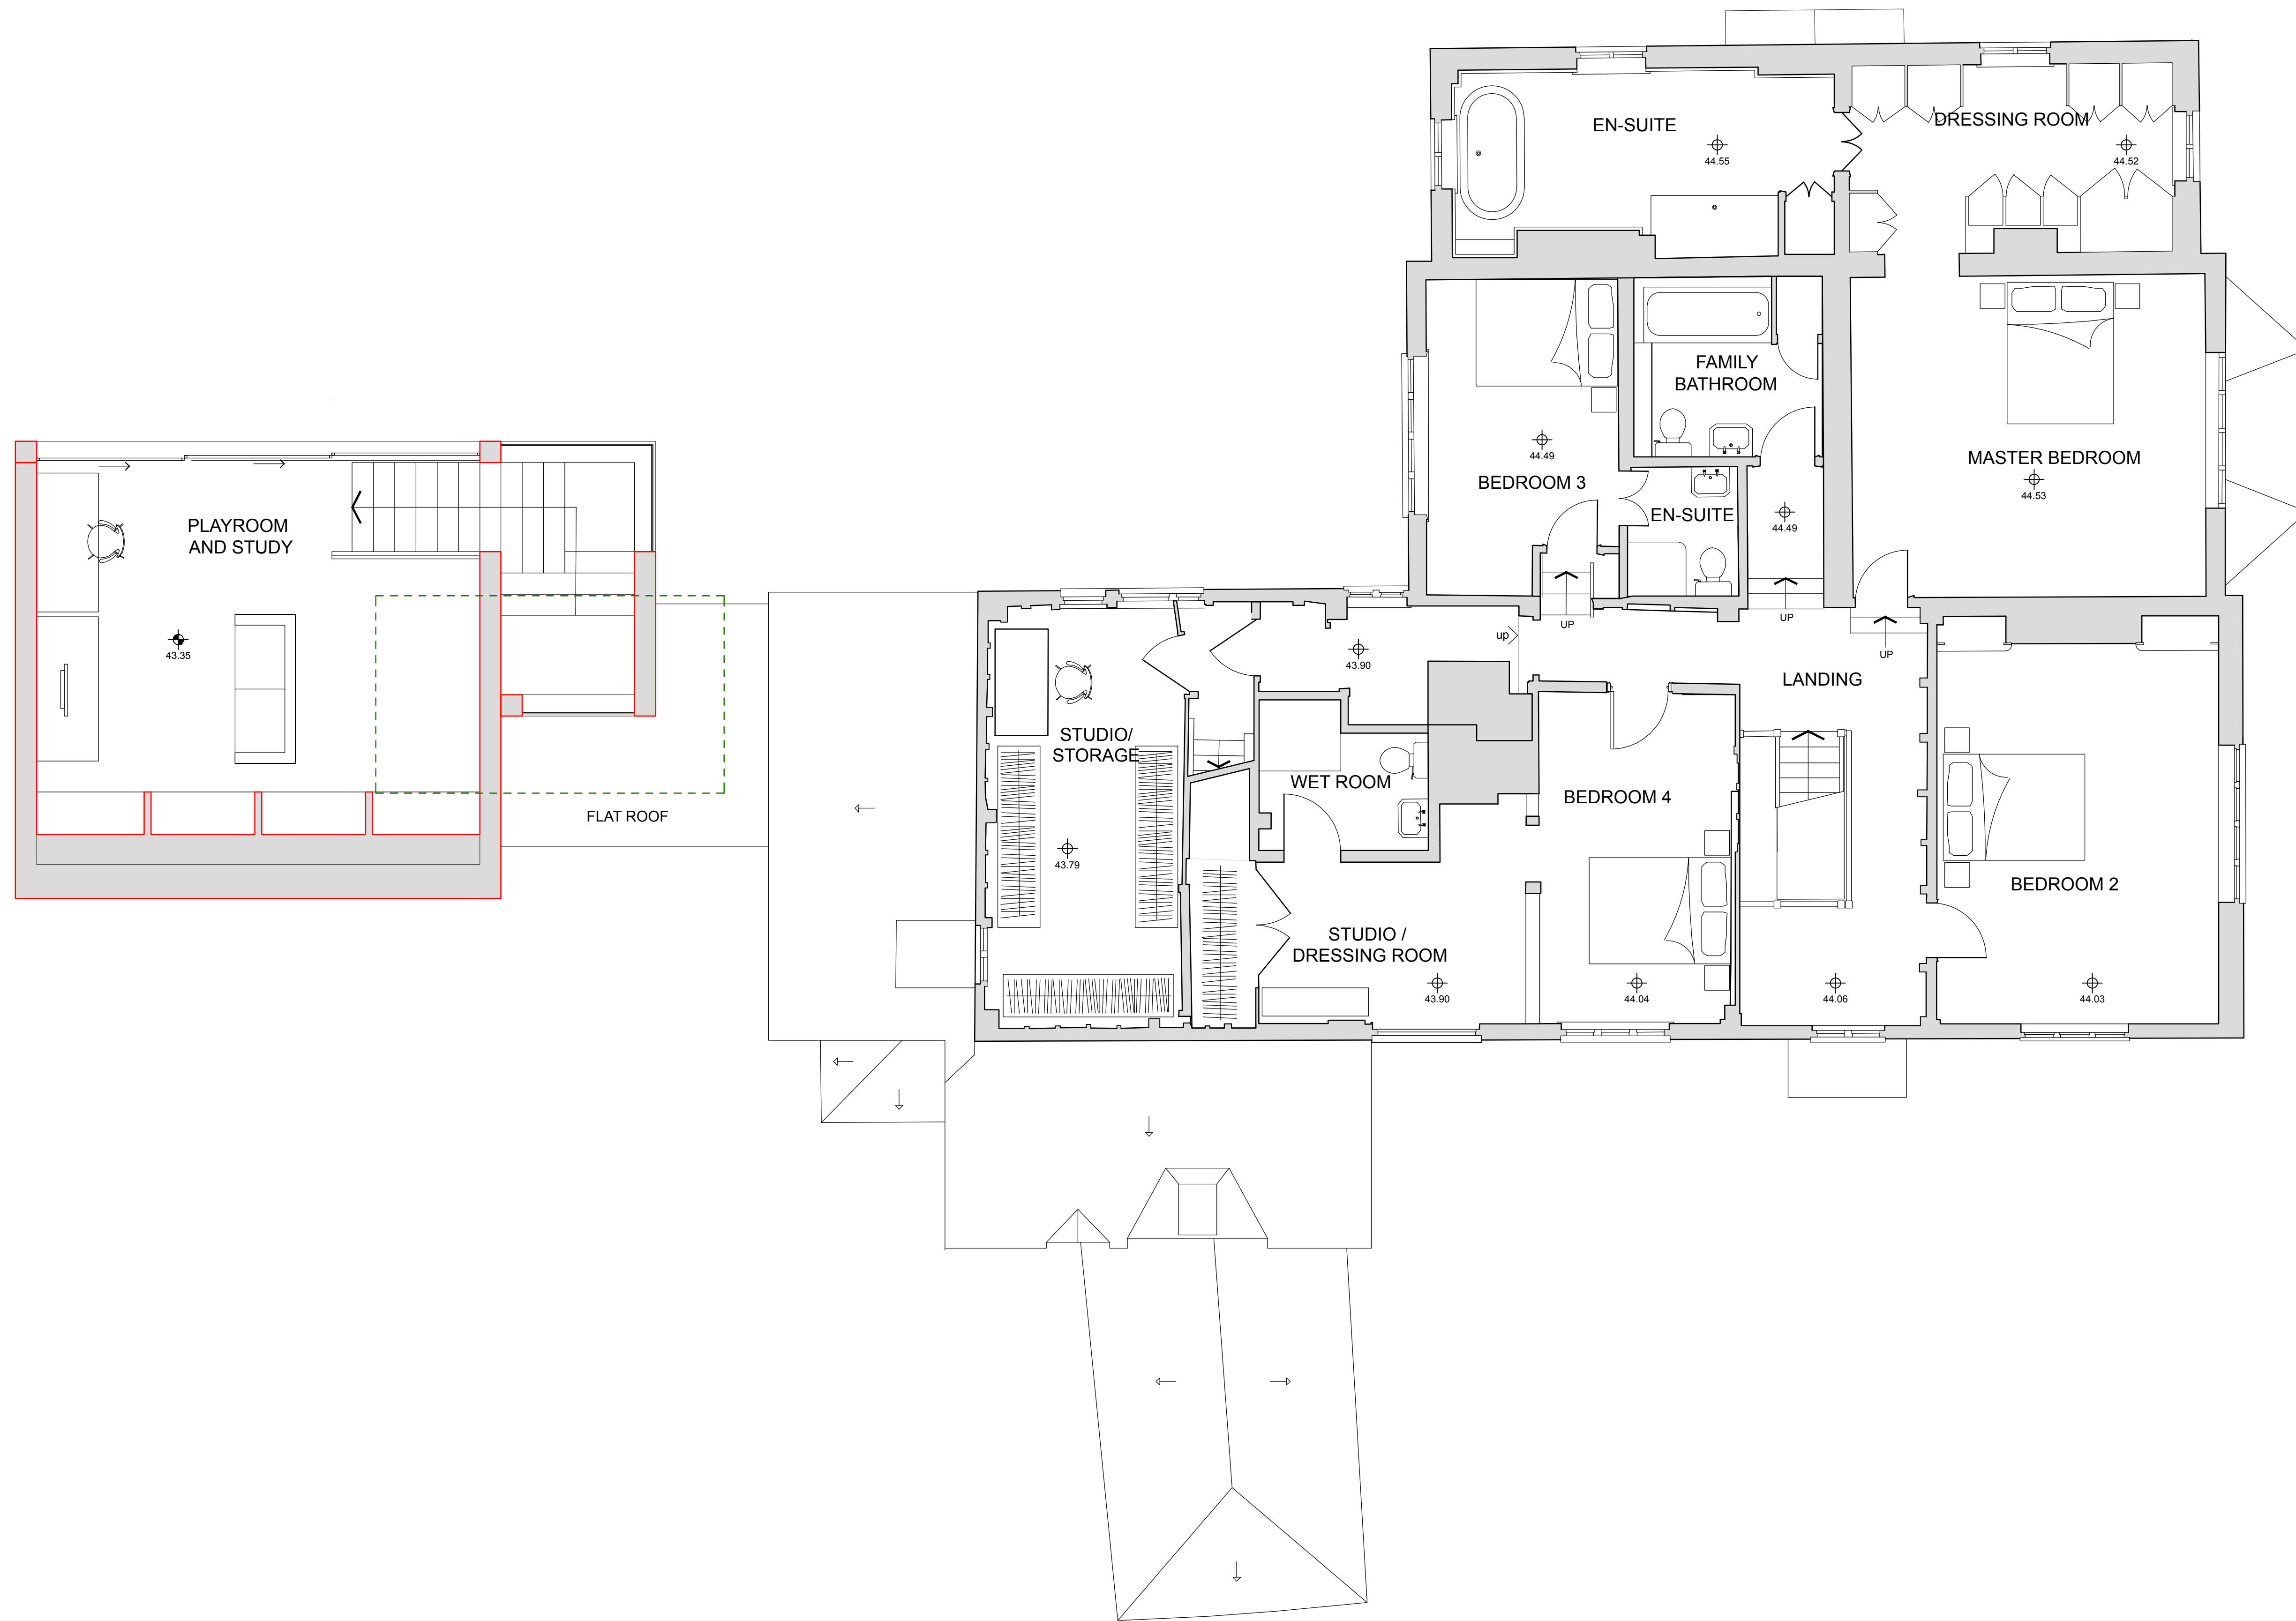 EN-SUITE
44.55
DRESSING ROOM
44.52
FAMILY
BATHROOM
44.49
BEDROOM 3
MASTER BEDROOM
44.53
EN-SUITE
44.49
PLAYROOM
AND STUDY
43.35
FLAT ROOF
UP
UP
UP
up
43.90
LANDING
STUDIO/
STORAGE
43.79
WET ROOM
BEDROOM 4
44.04
STUDIO /
DRESSING ROOM
43.90
44.06
BEDROOM 2
44.03